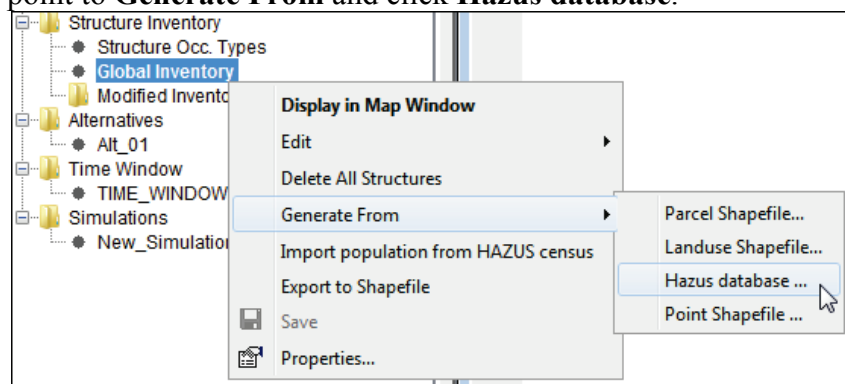 point to Generate From and click Hazus database.
Structure Inventory
Structure Occ. Types
Global Inventory
Modified Invento
Display in Map Window
Alternatives
Edit
Alt_01
Delete All Structures
Time Window
TIME_WINDOW
Generate From
Parcel Shapefile...
Simulations
New_Simulation
Import population from HAZUS census
Landuse Shapefile...
Export to Shapefile
Hazus database ...
Save
Point Shapefile ...
Properties...